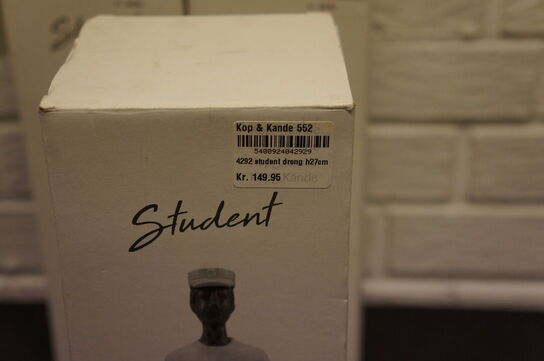 Kop & Kande 552
5400924042929
4292 student dreng h27cm
Kr. 149.95 Kande
Student